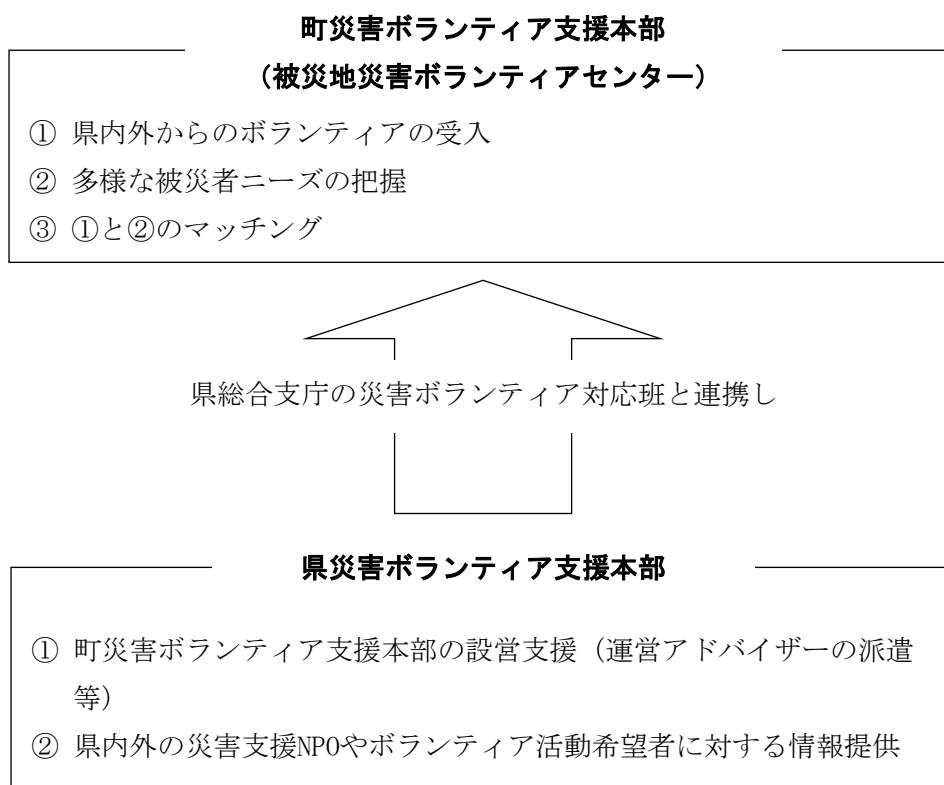 町災害ボランティア支援本部
(被災地災害ボランティアセンター)
① 県内外からのボランティアの受入
② 多様な被災者ニーズの把握
③ ①と②のマッチング
県総合支庁の災害ボランティア対応班と連携し
県災害ボランティア支援本部
① 町災害ボランティア支援本部の設営支援（運営アドバイザーの派遣
等）
② 県内外の災害支援NPOやボランティア活動希望者に対する情報提供